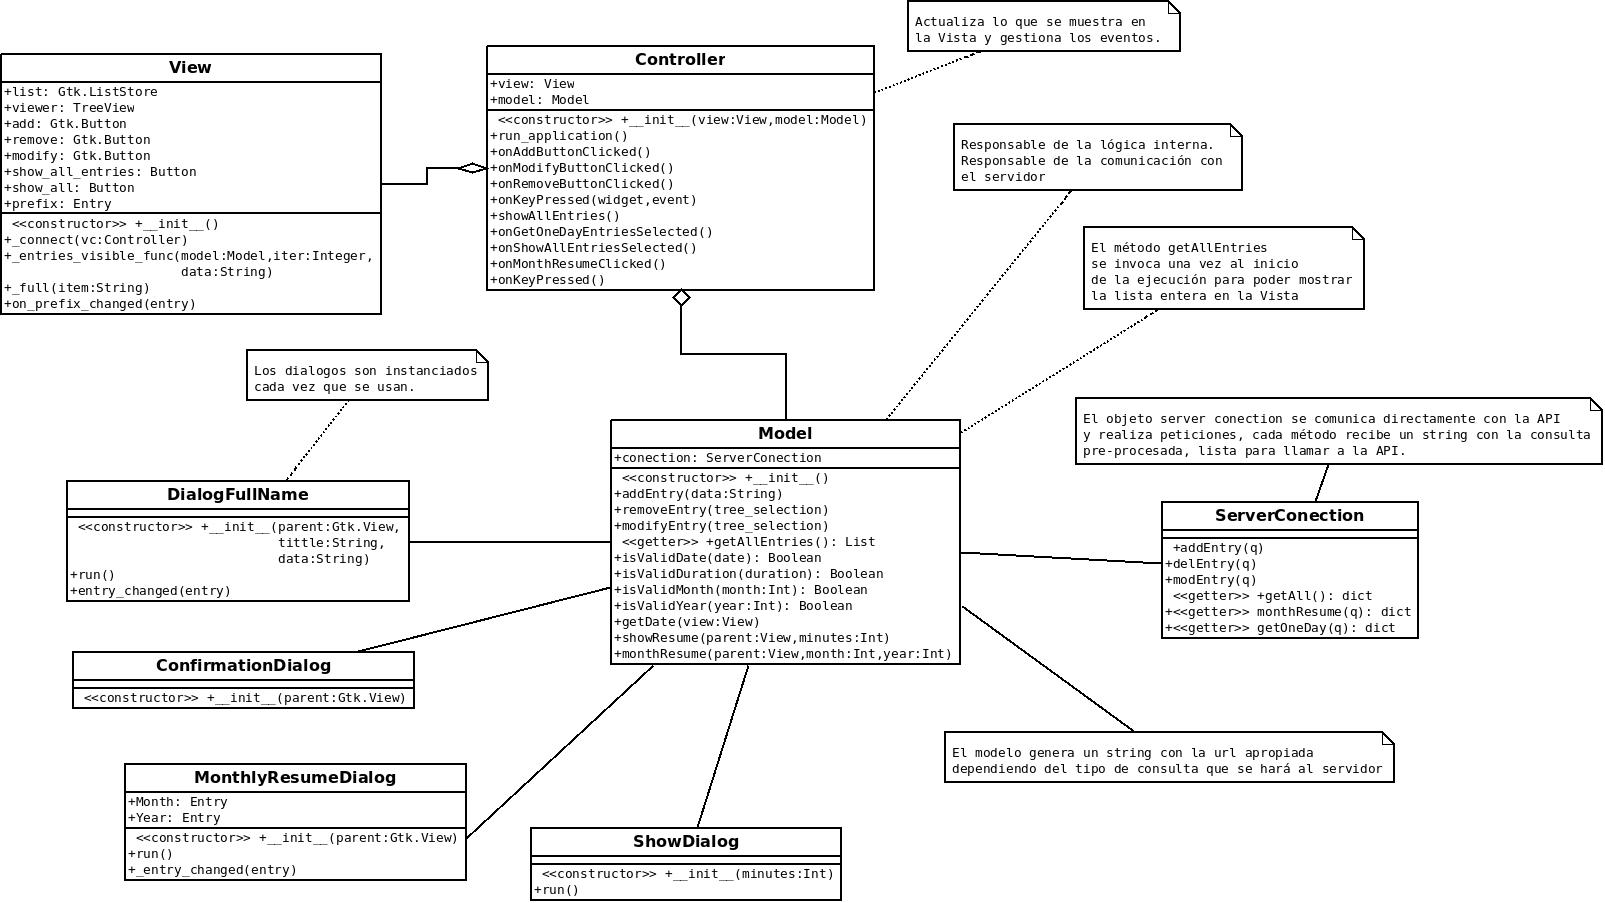 Actualiza lo que se muestra en
la Vista y gestiona los eventos.
View
+list: Gtk.ListStore
+viewer: TreeView
+add: Gtk.Button
+remove: Gtk.Button
+modify: Gtk.Button
+show_all_entries: Button
+show_all: Button
+prefix: Entry
<<constructor>> +__init__()
+_connect(vc:Controller)
+_entries_visible_func(model:Model,iter:Integer,
data:String)
+_full(item:String)
+on_prefix_changed(entry)
Controller
+view: View
+model: Model
<<constructor>> +__init__(view:View,model:Model)
+run_application()
+onAddButtonClicked()
+onModifyButtonClicked()
+onRemoveButtonClicked()
+onKeyPressed(widget,event)
+showAllEntries()
+onGetOneDayEntriesSelected()
+onShowAllEntriesSelected()
+onMonthResumeClicked()
+onKeyPressed()
Responsable de la lógica interna.
Responsable de la comunicación con
el servidor
El método getAllEntries
se invoca una vez al inicio
de la ejecución para poder mostrar
la lista entera en la Vista
Los dialogos son instanciados
cada vez que se usan.
El objeto server conection se comunica directamente con la API
y realiza peticiones, cada método recibe un string con la consulta
pre-procesada, lista para llamar a la API.
Model
+conection: ServerConection
<<constructor>> +__init__()
+addEntry(data:String)
+removeEntry(tree_selection)
+modifyEntry(tree_selection)
<<getter>> +getAllEntries(): List
+isValidDate(date): Boolean
+isValidDuration(duration): Boolean
+isValidMonth(month:Int): Boolean
+isValidYear(year:Int): Boolean
+getDate(view:View)
+showResume(parent:View,minutes:Int)
+monthResume(parent:View,month:Int,year:Int)
DialogFullName
<<constructor>> +__init__(parent:Gtk.View,
tittle:String,
data:String)
+run()
+entry_changed(entry)
ServerConection
+addEntry(q)
+delEntry(q)
+modEntry(q)
<<getter>> +getAll(): dict
+<<getter>> monthResume(q): dict
+<<getter>> getOneDay(q): dict
ConfirmationDialog
<<constructor>> +__init__(parent:Gtk.View)
El modelo genera un string con la url apropiada
dependiendo del tipo de consulta que se hará al servidor
MonthlyResumeDialog
+Month: Entry
+Year: Entry
<<constructor>> +__init__(parent:Gtk.View)
+run()
+_entry_changed(entry)
ShowDialog
<<constructor>> +__init__(minutes:Int)
+run()